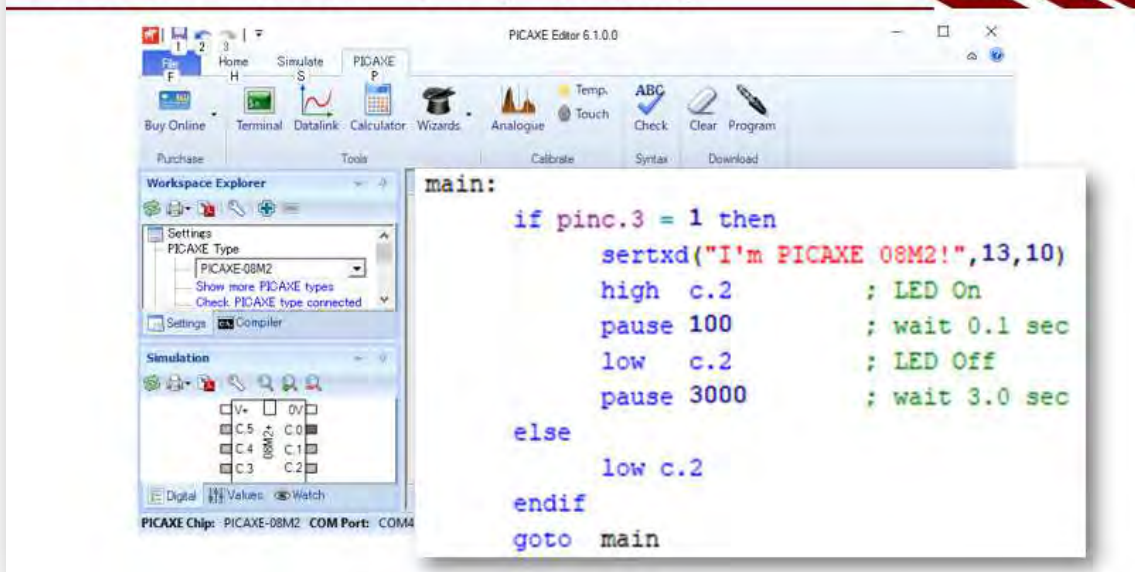 PICAXE Editor 6.1.0.0
1 2 3
File Home Simulate PICAXE
F H S P
Buy Online Terminal Datalink Calculator Wizards Analogue Temp. Touch ABC Check Clear Program
Purchase Tools Calibrate Syntax Download
Workspace Explorer
Settings
PICAXE Type
PICAXE-08M2
Show more PICAXE types
Check PICAXE type connected
Settings Compiler
Simulation
V+ 0V
C.5 C.0
C.4 C.1
C.3 C.2
08M2+
Digital Values Watch
PICAXE Chip: PICAXE-08M2 COM Port: COM4
main:
if pinc.3 = 1 then
sertxd("I'm PICAXE 08M2!",13,10)
high c.2 ; LED On
pause 100 ; wait 0.1 sec
low c.2 ; LED Off
pause 3000 ; wait 3.0 sec
else
low c.2
endif
goto main